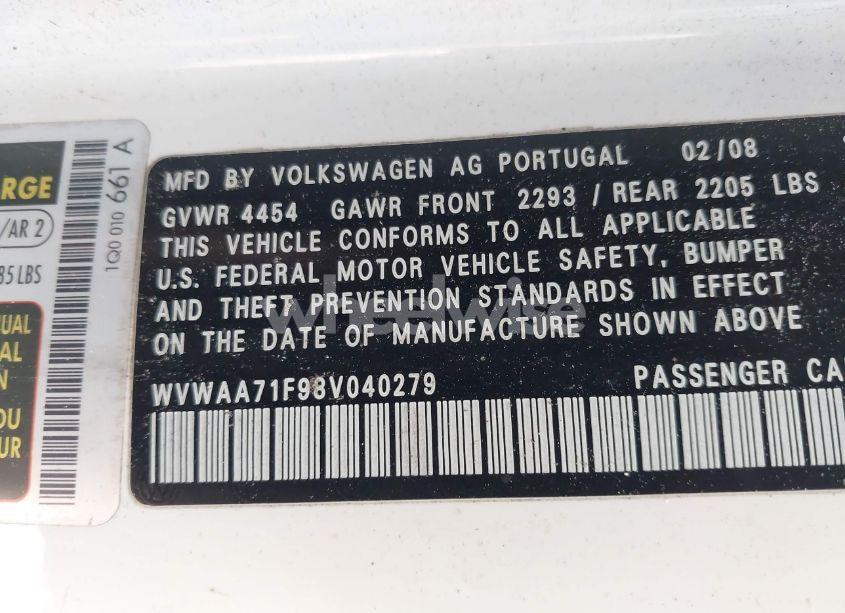 RGE
/AR 2
35 LBS
UAL
AL
N
OU
UR
1Q0 010 661 A
MFD BY VOLKSWAGEN AG PORTUGAL 02/08
GVWR 4454 GAWR FRONT 2293 / REAR 2205 LBS
THIS VEHICLE CONFORMS TO ALL APPLICABLE
U.S. FEDERAL MOTOR VEHICLE SAFETY, BUMPER
AND THEFT PREVENTION STANDARDS IN EFFECT
ON THE DATE OF MANUFACTURE SHOWN ABOVE
wheelwise
WVWAA71F98V040279 PASSENGER CA